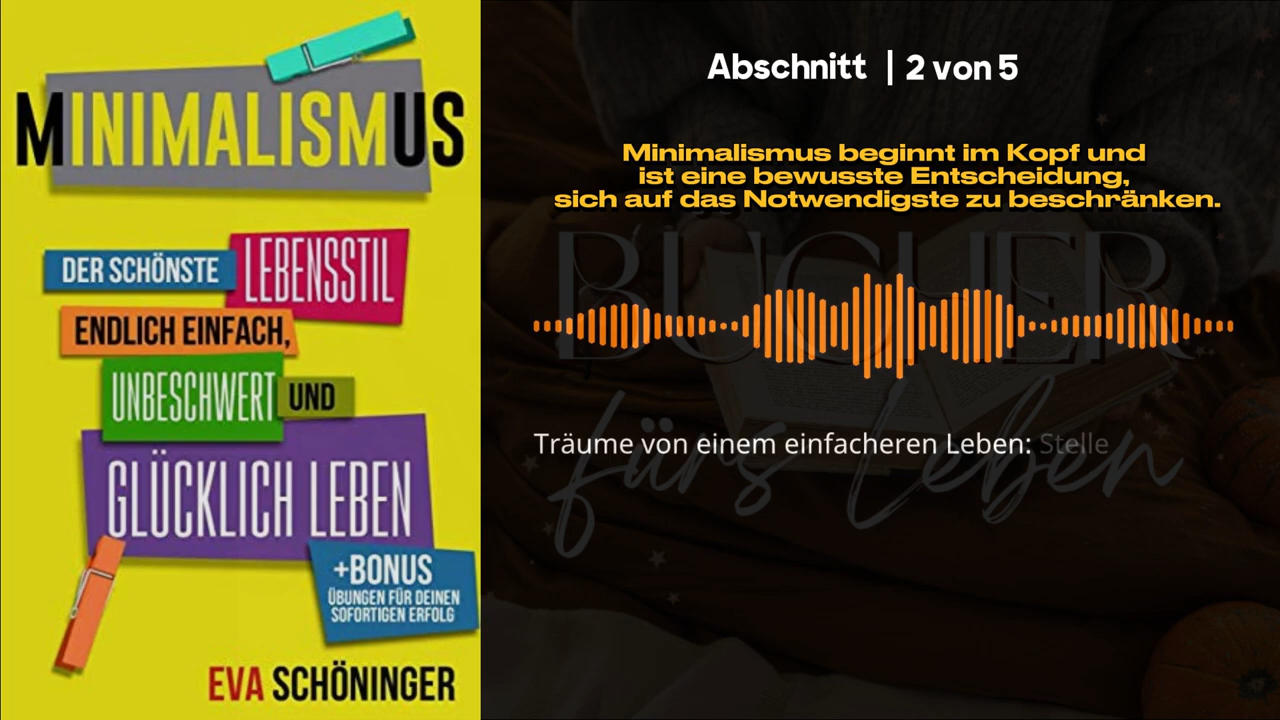 MINIMALISMUS
DER SCHÖNSTE LEBENSSTIL
ENDLICH EINFACH,
UNBESCHWERT UND
GLÜCKLICH LEBEN
+BONUS
ÜBUNGEN FÜR DEINEN
SOFORTIGEN ERFOLG
EVA SCHÖNINGER
Abschnitt | 2 von 5
Minimalismus beginnt im Kopf und
ist eine bewusste Entscheidung,
sich auf das Notwendigste zu beschränken.
BÜCHER
fürs Leben
Träume von einem einfacheren Leben: Stelle